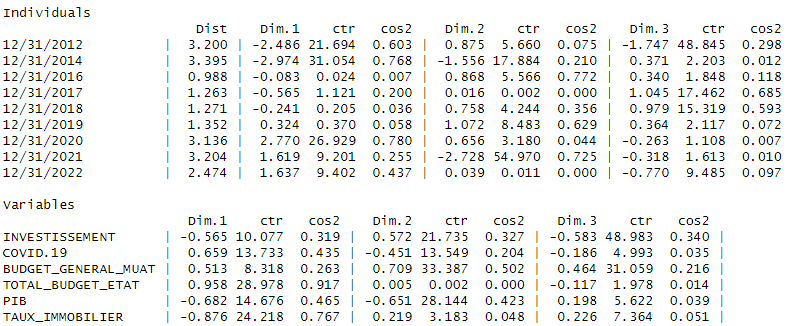 Individuals
Dist Dim.1 ctr cos2 Dim.2 ctr cos2 Dim.3 ctr cos2
12/31/2012 | 3.200 | -2.486 21.694 0.603 | 0.875 5.660 0.075 | -1.747 48.845 0.298 |
12/31/2014 | 3.395 | -2.974 31.054 0.768 | -1.556 17.884 0.210 | 0.371 2.203 0.012 |
12/31/2016 | 0.988 | -0.083 0.024 0.007 | 0.868 5.566 0.772 | 0.340 1.848 0.118 |
12/31/2017 | 1.263 | -0.565 1.121 0.200 | 0.016 0.002 0.000 | 1.045 17.462 0.685 |
12/31/2018 | 1.271 | -0.241 0.205 0.036 | 0.758 4.244 0.356 | 0.979 15.319 0.593 |
12/31/2019 | 1.352 | 0.324 0.370 0.058 | 1.072 8.483 0.629 | 0.364 2.117 0.072 |
12/31/2020 | 3.136 | 2.770 26.929 0.780 | 0.656 3.180 0.044 | -0.263 1.108 0.007 |
12/31/2021 | 3.204 | 1.619 9.201 0.255 | -2.728 54.970 0.725 | -0.318 1.613 0.010 |
12/31/2022 | 2.474 | 1.637 9.402 0.437 | 0.039 0.011 0.000 | -0.770 9.485 0.097 |
Variables
Dim.1 ctr cos2 Dim.2 ctr cos2 Dim.3 ctr cos2
INVESTISSEMENT | -0.565 10.077 0.319 | 0.572 21.735 0.327 | -0.583 48.983 0.340 |
COVID.19 | 0.659 13.733 0.435 | -0.451 13.549 0.204 | -0.186 4.993 0.035 |
BUDGET_GENERAL_MUAT | 0.513 8.318 0.263 | 0.709 33.387 0.502 | 0.464 31.059 0.216 |
TOTAL_BUDGET_ETAT | 0.958 28.978 0.917 | 0.005 0.002 0.000 | -0.117 1.978 0.014 |
PIB | -0.682 14.676 0.465 | -0.651 28.144 0.423 | 0.198 5.622 0.039 |
TAUX_IMMOBILIER | -0.876 24.218 0.767 | 0.219 3.183 0.048 | 0.226 7.364 0.051 |